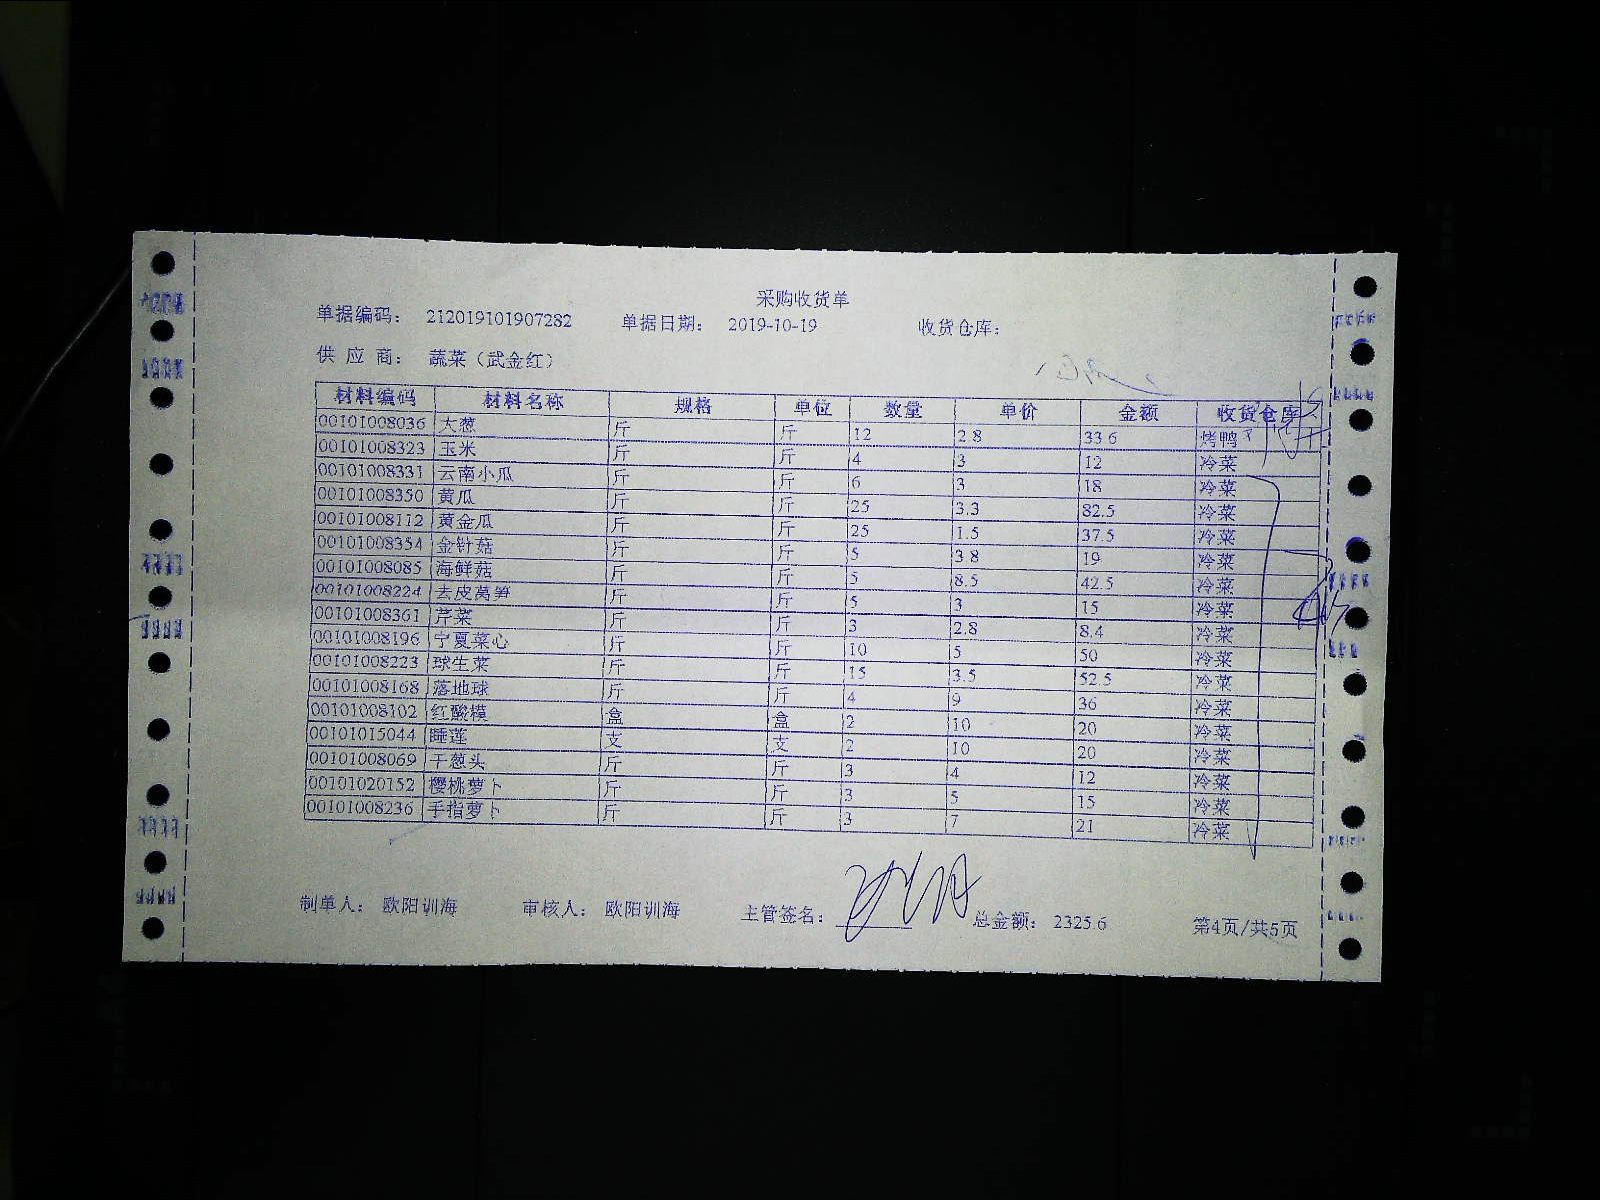 采购收货单
单据编码： 212019101907282 单据日期： 2019-10-19 收货仓库：
供 应 商： 蔬菜（武金红）
材料编码 材料名称 规格 单位 数量 单价 金额 收货仓库
00101008036 大葱 斤 斤 12 2.8 33.6 烤鸭
00101008323 玉米 斤 斤 4 3 12 冷菜
00101008331 云南小瓜 斤 斤 6 3 18 冷菜
00101008350 黄瓜 斤 斤 25 3.3 82.5 冷菜
00101008112 黄金瓜 斤 斤 25 1.5 37.5 冷菜
00101008354 金针菇 斤 斤 5 3.8 19 冷菜
00101008085 海鲜菇 斤 斤 5 8.5 42.5 冷菜
00101008224 去皮莴笋 斤 斤 5 3 15 冷菜
00101008361 芹菜 斤 斤 3 2.8 8.4 冷菜
00101008196 宁夏菜心 斤 斤 10 5 50 冷菜
00101008223 球生菜 斤 斤 15 3.5 52.5 冷菜
00101008168 落地球 斤 斤 4 9 36 冷菜
00101008102 红酸模 盒 盒 2 10 20 冷菜
00101015044 睡莲 支 支 2 10 20 冷菜
00101008069 干葱头 斤 斤 3 4 12 冷菜
00101020152 樱桃萝卜 斤 斤 3 5 15 冷菜
00101008236 手指萝卜 斤 斤 3 7 21 冷菜
制单人： 欧阳训海 审核人： 欧阳训海 主管签名： 总金额： 2325.6 第4页/共5页